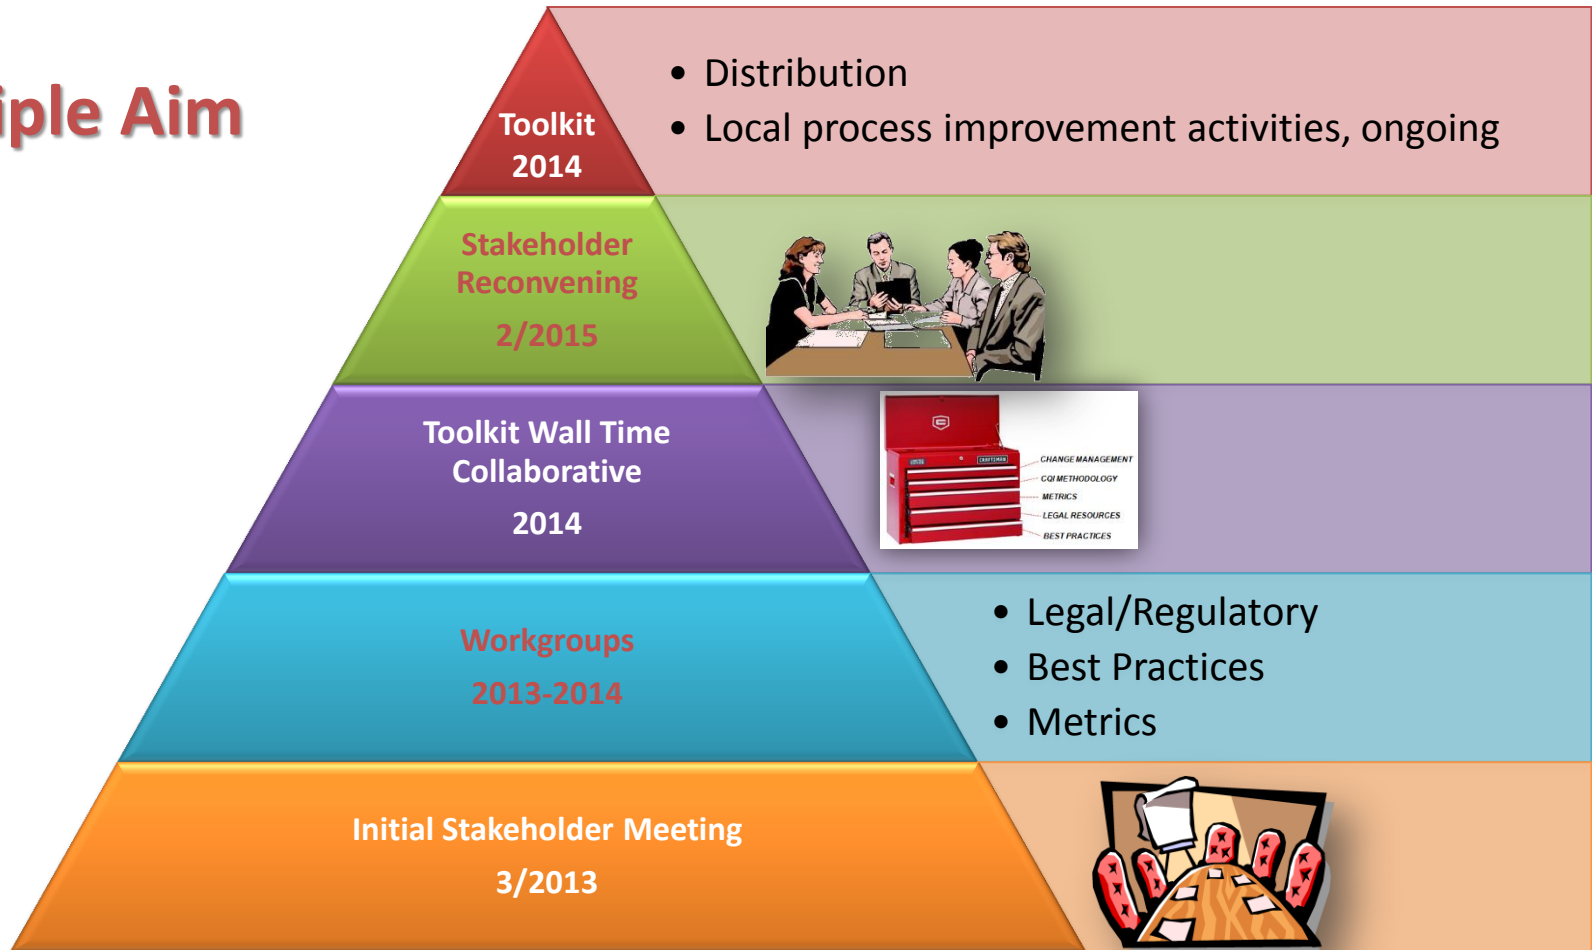 iple Aim
Toolkit
2014
• Distribution
• Local process improvement activities, ongoing
Stakeholder
Reconvening
2/2015
Toolkit Wall Time
Collaborative
2014
CRAFTSMAN
CHANGE MANAGEMENT
CQI METHODOLOGY
METRICS
LEGAL RESOURCES
BEST PRACTICES
Workgroups
2013-2014
• Legal/Regulatory
• Best Practices
• Metrics
Initial Stakeholder Meeting
3/2013